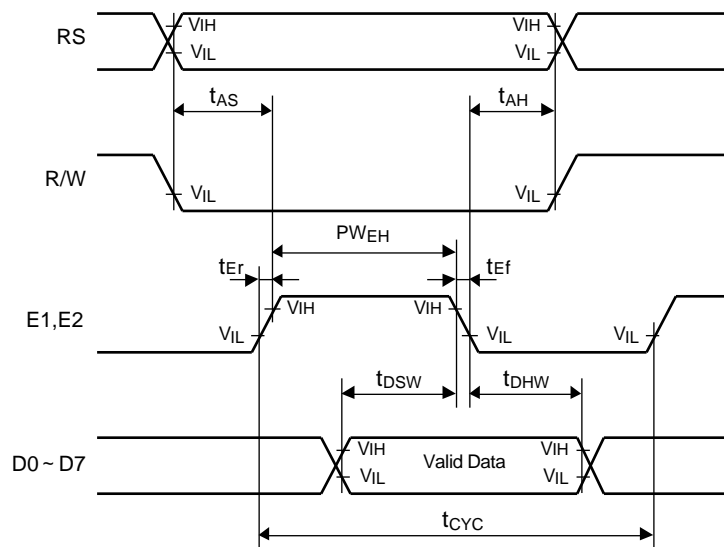 RS
VIH
VIL
VIH
VIL
tAS
tAH
R/W
VIL
VIL
PWEH
tEr
tEf
E1,E2
VIL
VIH
VIH
VIL
VIL
tDSW
tDHW
D0 ~ D7
VIH
VIL
Valid Data
VIH
VIL
tCYC